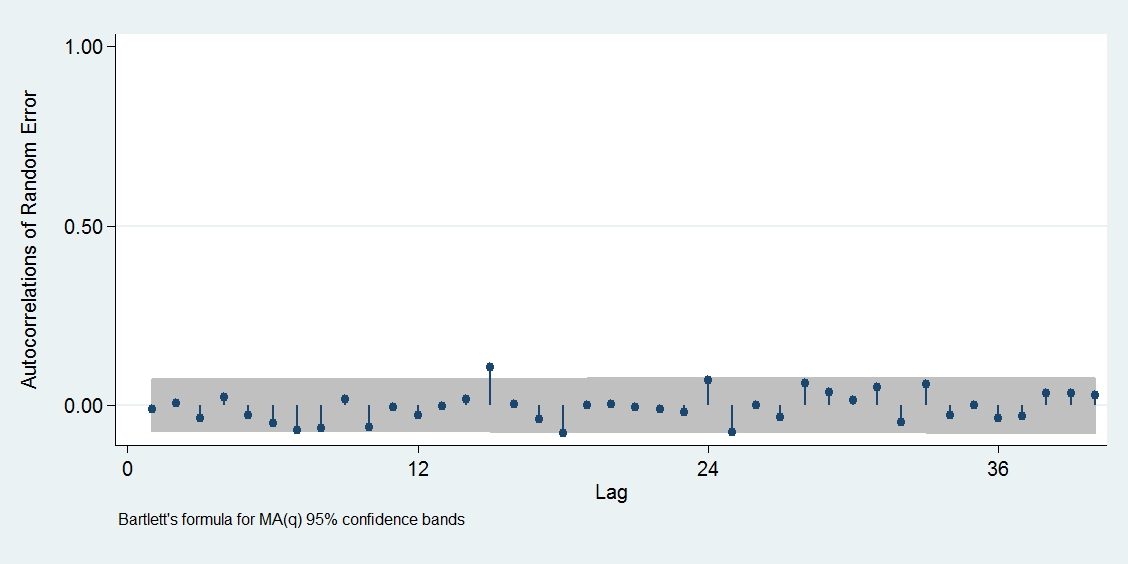 1.00
0.50
0.00
Autocorrelations of Random Error
0
12
24
36
Lag
Bartlett's formula for MA(q) 95% confidence bands